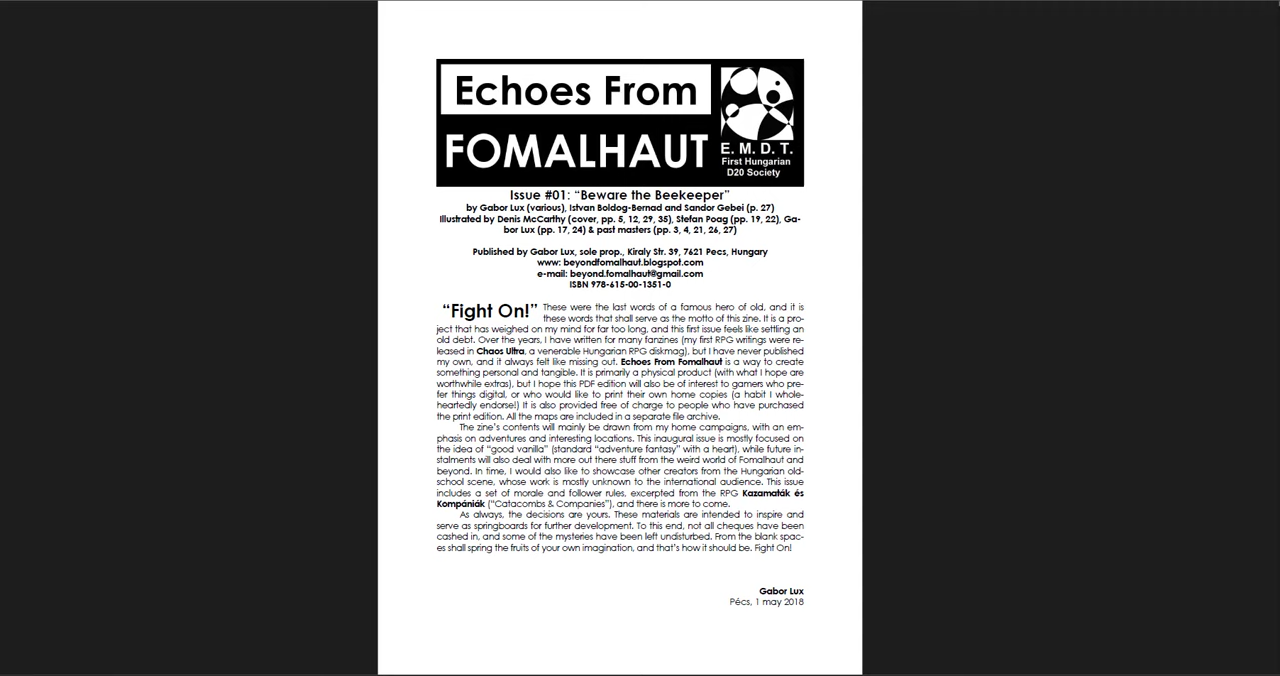 Echoes From
FOMALHAUT
E. M. D. T.
First Hungarian
D20 Society
Issue #01: “Beware the Beekeeper”
by Gabor Lux (various), Istvan Boldog-Bernad and Sandor Gebei (p. 27)
Illustrated by Denis McCarthy (cover, pp. 5, 12, 29, 35), Stefan Poag (pp. 19, 22), Ga-
bor Lux (pp. 17, 24) & past masters (pp. 3, 4, 21, 26, 27)
Published by Gabor Lux, sole prop., Kiraly Str. 39, 7621 Pecs, Hungary
www: beyondfomalhaut.blogspot.com
e-mail: beyond.fomalhaut@gmail.com
ISBN 978-615-00-1351-0
“Fight On!” These were the last words of a famous hero of old, and it is
these words that shall serve as the motto of this zine. It is a pro-
ject that has weighed on my mind for far too long, and this first issue feels like settling an
old debt. Over the years, I have written for many fanzines (my first RPG writings were re-
leased in Chaos Ultra, a venerable Hungarian RPG diskmag), but I have never published
my own, and it always felt like missing out. Echoes From Fomalhaut is a way to create
something personal and tangible. It is primarily a physical product (with what I hope are
worthwhile extras), but I hope this PDF edition will also be of interest to gamers who pre-
fer things digital, or who would like to print their own home copies (a habit I whole-
heartedly endorse!) It is also provided free of charge to people who have purchased
the print edition. All the maps are included in a separate file archive.
The zine’s contents will mainly be drawn from my home campaigns, with an em-
phasis on adventures and interesting locations. This inaugural issue is mostly focused on
the idea of “good vanilla” (standard “adventure fantasy” with a heart), while future in-
stalments will also deal with more out there stuff from the weird world of Fomalhaut and
beyond. In time, I would also like to showcase other creators from the Hungarian old-
school scene, whose work is mostly unknown to the international audience. This issue
includes a set of morale and follower rules, excerpted from the RPG Kazamaták és
Kompániák (“Catacombs & Companies”), and there is more to come.
As always, the decisions are yours. These materials are intended to inspire and
serve as springboards for further development. To this end, not all cheques have been
cashed in, and some of the mysteries have been left undisturbed. From the blank spac-
es shall spring the fruits of your own imagination, and that’s how it should be. Fight On!
Gabor Lux
Pécs, 1 may 2018